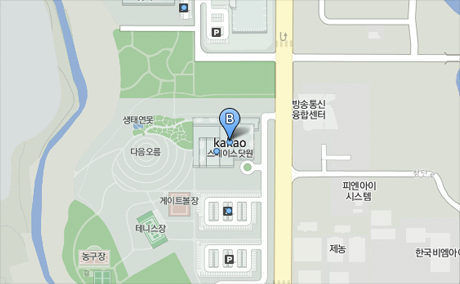 P
B
방송통신
융합센터
생태연못
kakao
스페이스닷원
다음오름
첨단
피엔아이
시스템
게이트볼장
테니스장
제농
한국비엠아이
농구장
P